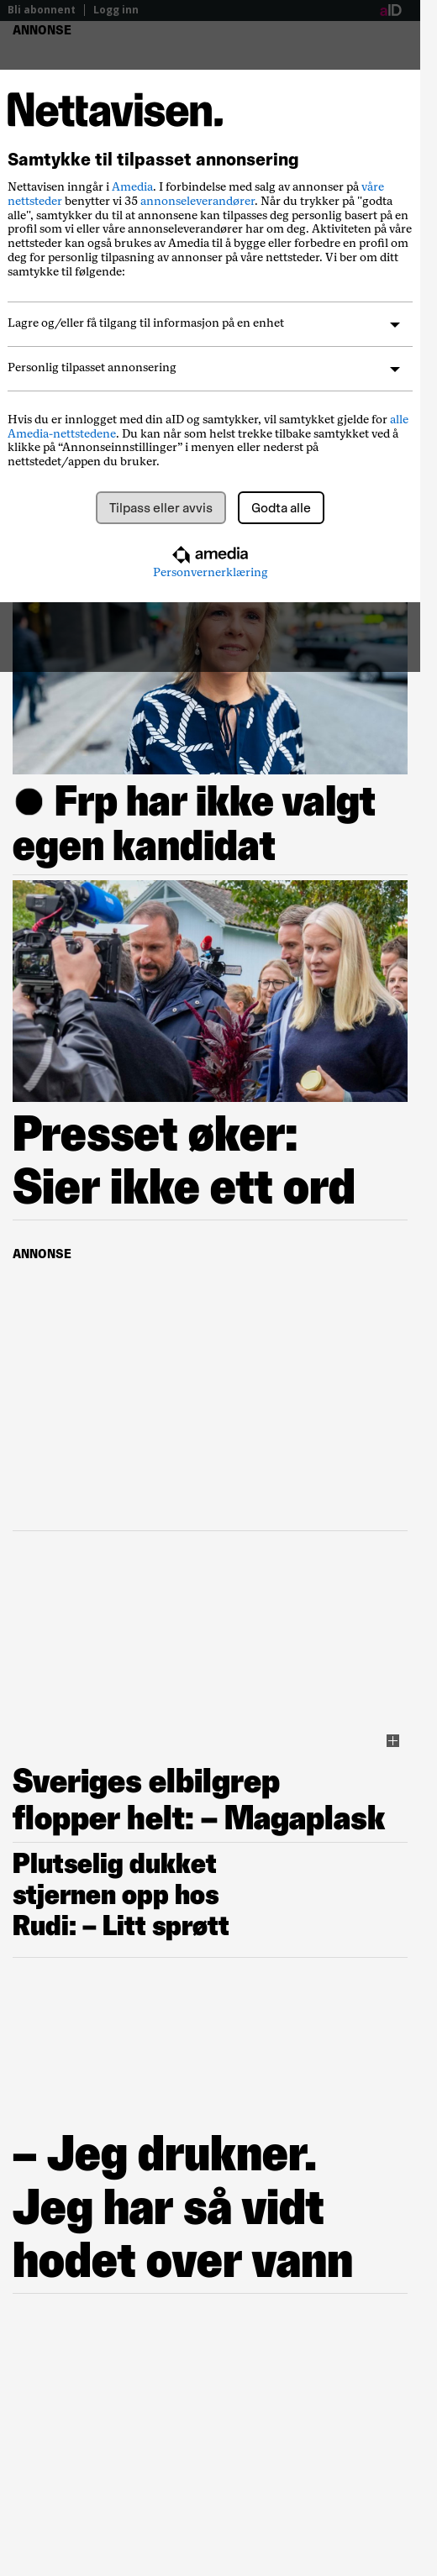 Bli abonnent | Logg inn
aID
ANNONSE
Nettavisen.
Samtykke til tilpasset annonsering
Nettavisen inngår i Amedia. I forbindelse med salg av annonser på våre
nettsteder benytter vi 35 annonseleverandører. Når du trykker på "godta
alle", samtykker du til at annonsene kan tilpasses deg personlig basert på en
profil som vi eller våre annonseleverandører har om deg. Aktiviteten på våre
nettsteder kan også brukes av Amedia til å bygge eller forbedre en profil om
deg for personlig tilpasning av annonser på våre nettsteder. Vi ber om ditt
samtykke til følgende:
Lagre og/eller få tilgang til informasjon på en enhet
Personlig tilpasset annonsering
Hvis du er innlogget med din aID og samtykker, vil samtykket gjelde for alle
Amedia-nettstedene. Du kan når som helst trekke tilbake samtykket ved å
klikke på “Annonseinnstillinger” i menyen eller nederst på
nettstedet/appen du bruker.
Tilpass eller avvis
Godta alle
amedia
Personvernerklæring
● Frp har ikke valgt
egen kandidat
Presset øker:
Sier ikke ett ord
ANNONSE
Sveriges elbilgrep
flopper helt: – Magaplask
Plutselig dukket
stjernen opp hos
Rudi: – Litt sprøtt
– Jeg drukner.
Jeg har så vidt
hodet over vann